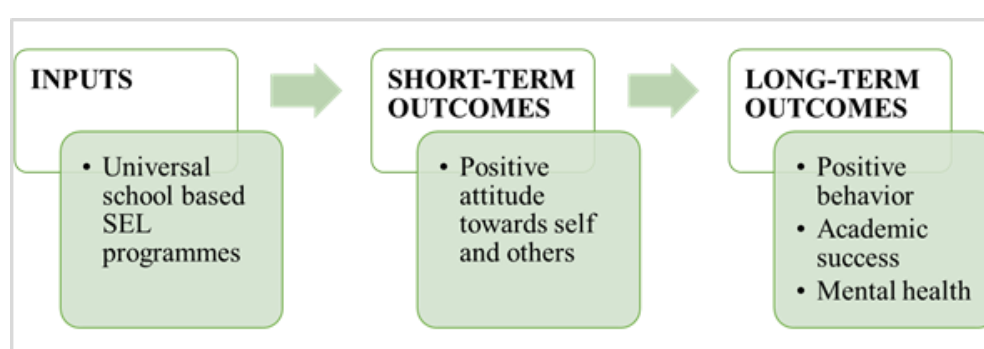 INPUTS
• Universal
school based
SEL
programmes
SHORT-TERM
OUTCOMES
• Positive
attitude
towards self
and others
LONG-TERM
OUTCOMES
• Positive
behavior
• Academic
success
• Mental health